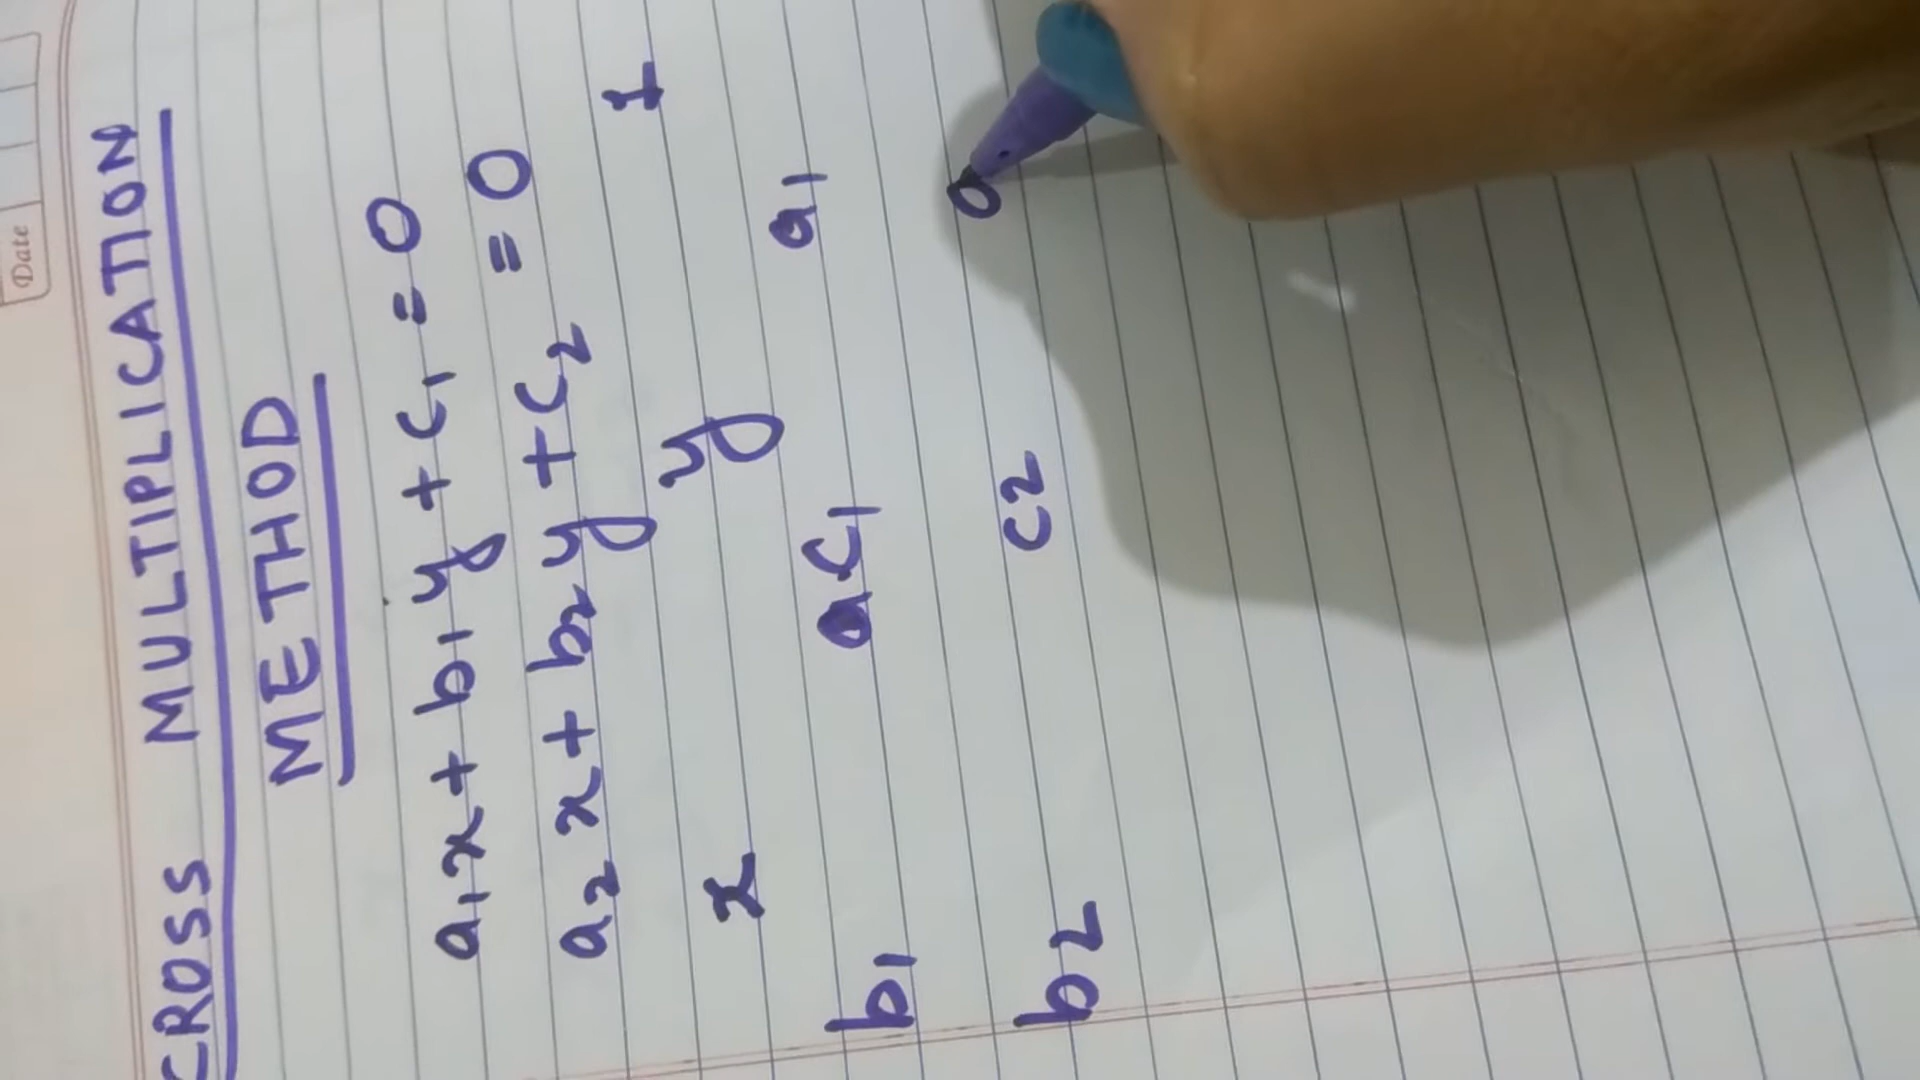 Date
CROSS MULTIPLICATION
METHOD
a₁x + b₁y + c₁ = 0
a₂x + b₂y + c₂ = 0
x y 1
b₁ c₁ a₁
b₂ c₂